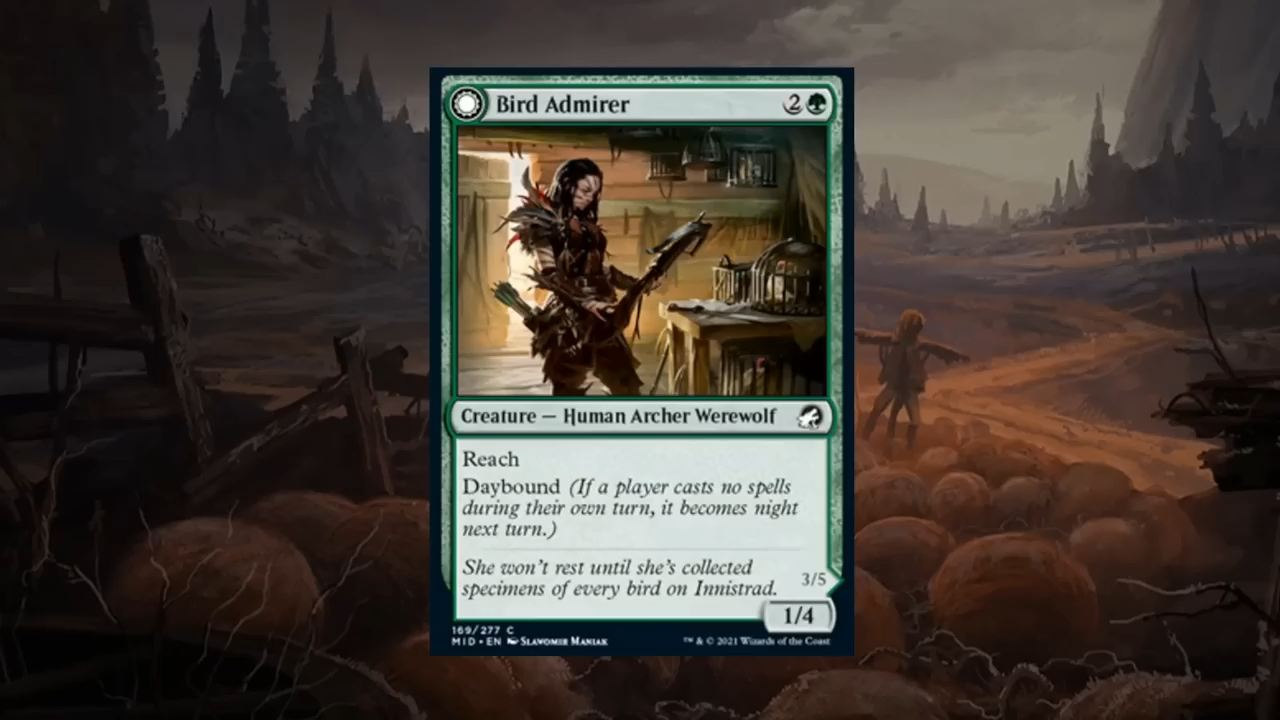 Bird Admirer 2
Creature — Human Archer Werewolf
Reach
Daybound (If a player casts no spells
during their own turn, it becomes night
next turn.)
She won't rest until she's collected
specimens of every bird on Innistrad.
3/5
1/4
169/277 C
MID • EN SLAWOMIR MANIAK
™ & © 2021 Wizards of the Coast